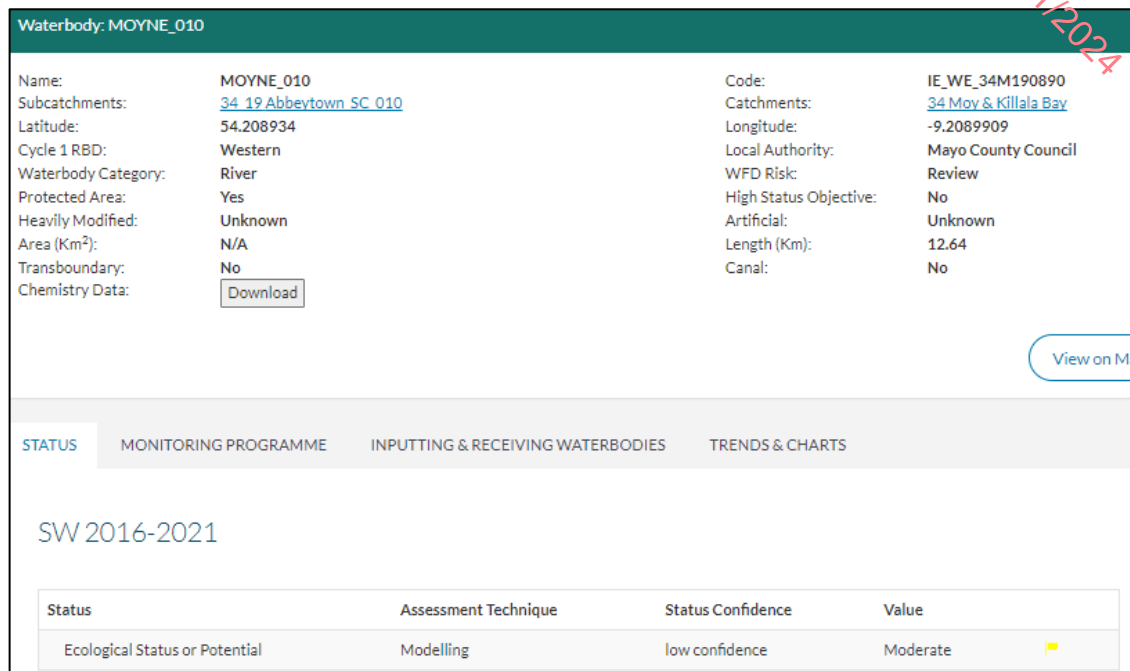 Waterbody: MOYNE_010
Name: MOYNE_010 Code: IE_WE_34M190890
Subcatchments: 34_19 Abbeytown_SC_010 Catchments: 34 Moy & Killala Bay
Latitude: 54.208934 Longitude: -9.2089909
Cycle 1 RBD: Western Local Authority: Mayo County Council
Waterbody Category: River WFD Risk: Review
Protected Area: Yes High Status Objective: No
Heavily Modified: Unknown Artificial: Unknown
Area (Km²): N/A Length (Km): 12.64
Transboundary: No Canal: No
Chemistry Data: Download
View on M
STATUS MONITORING PROGRAMME INPUTTING & RECEIVING WATERBODIES TRENDS & CHARTS
SW 2016-2021
Status Assessment Technique Status Confidence Value
Ecological Status or Potential Modelling low confidence Moderate
/2024